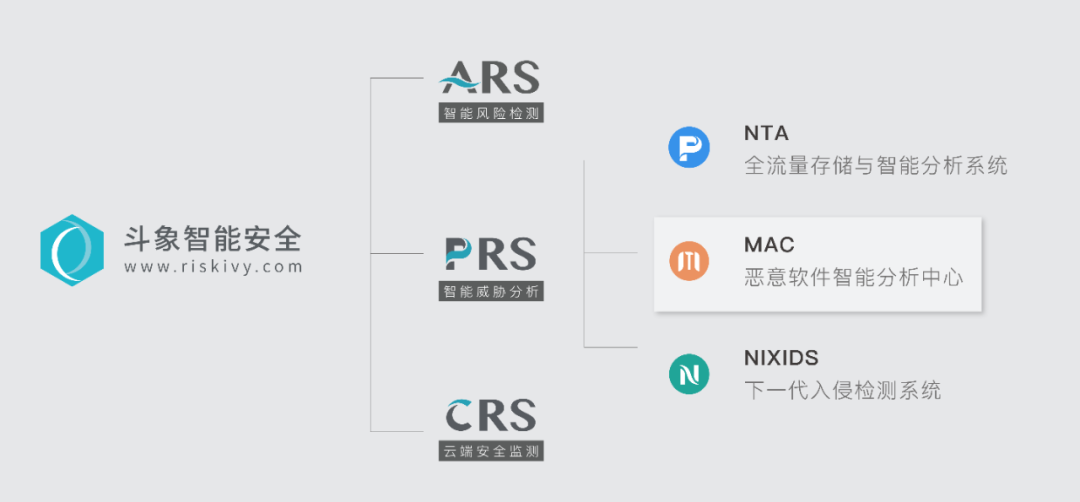 斗象智能安全
www.riskivy.com
ARS
智能风险检测
PRS
智能威胁分析
CRS
云端安全监测
NTA
全流量存储与智能分析系统
MAC
恶意软件智能分析中心
NIXIDS
下一代入侵检测系统